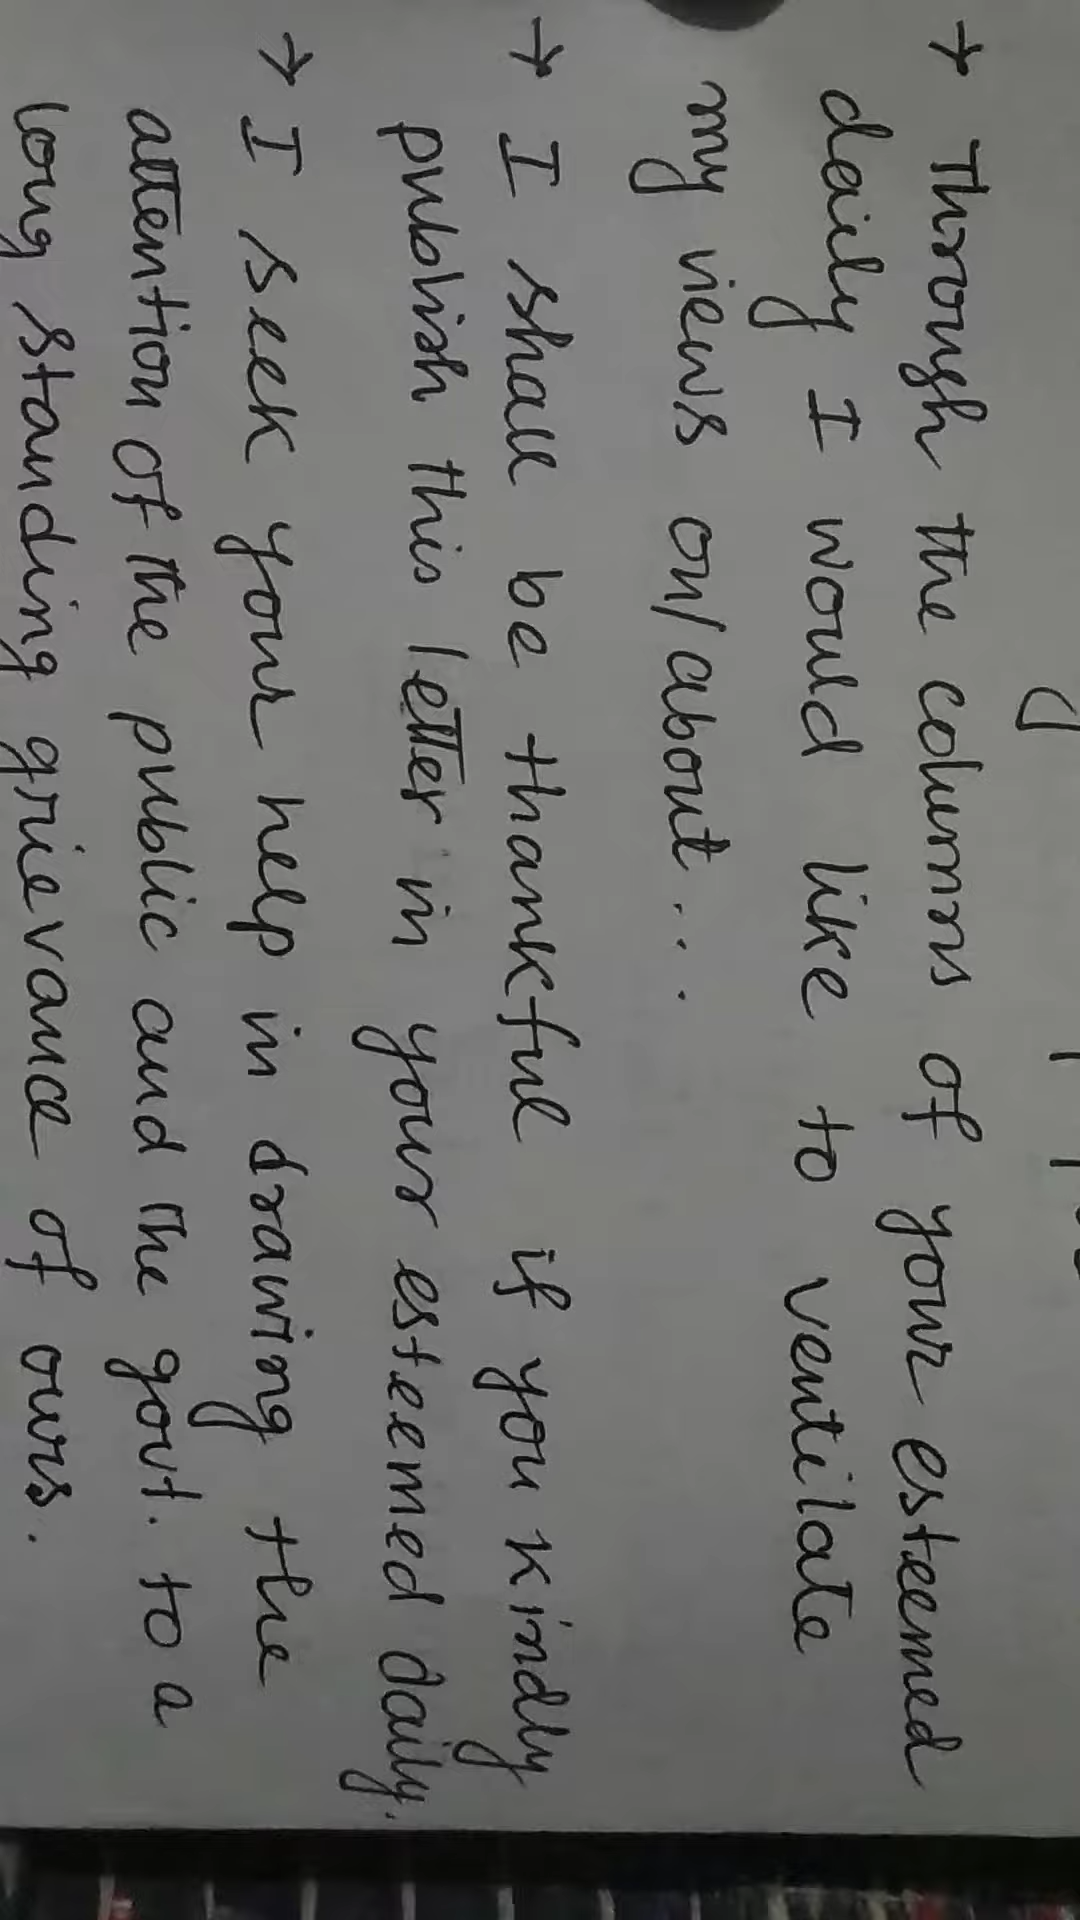 → Through the columns of your esteemed
daily I would like to ventilate
my views on/about...
→ I shall be thankful if you kindly
publish this letter in your esteemed daily.
→ I seek your help in drawing the
attention of the public and the govt. to a
long standing grievance of ours.